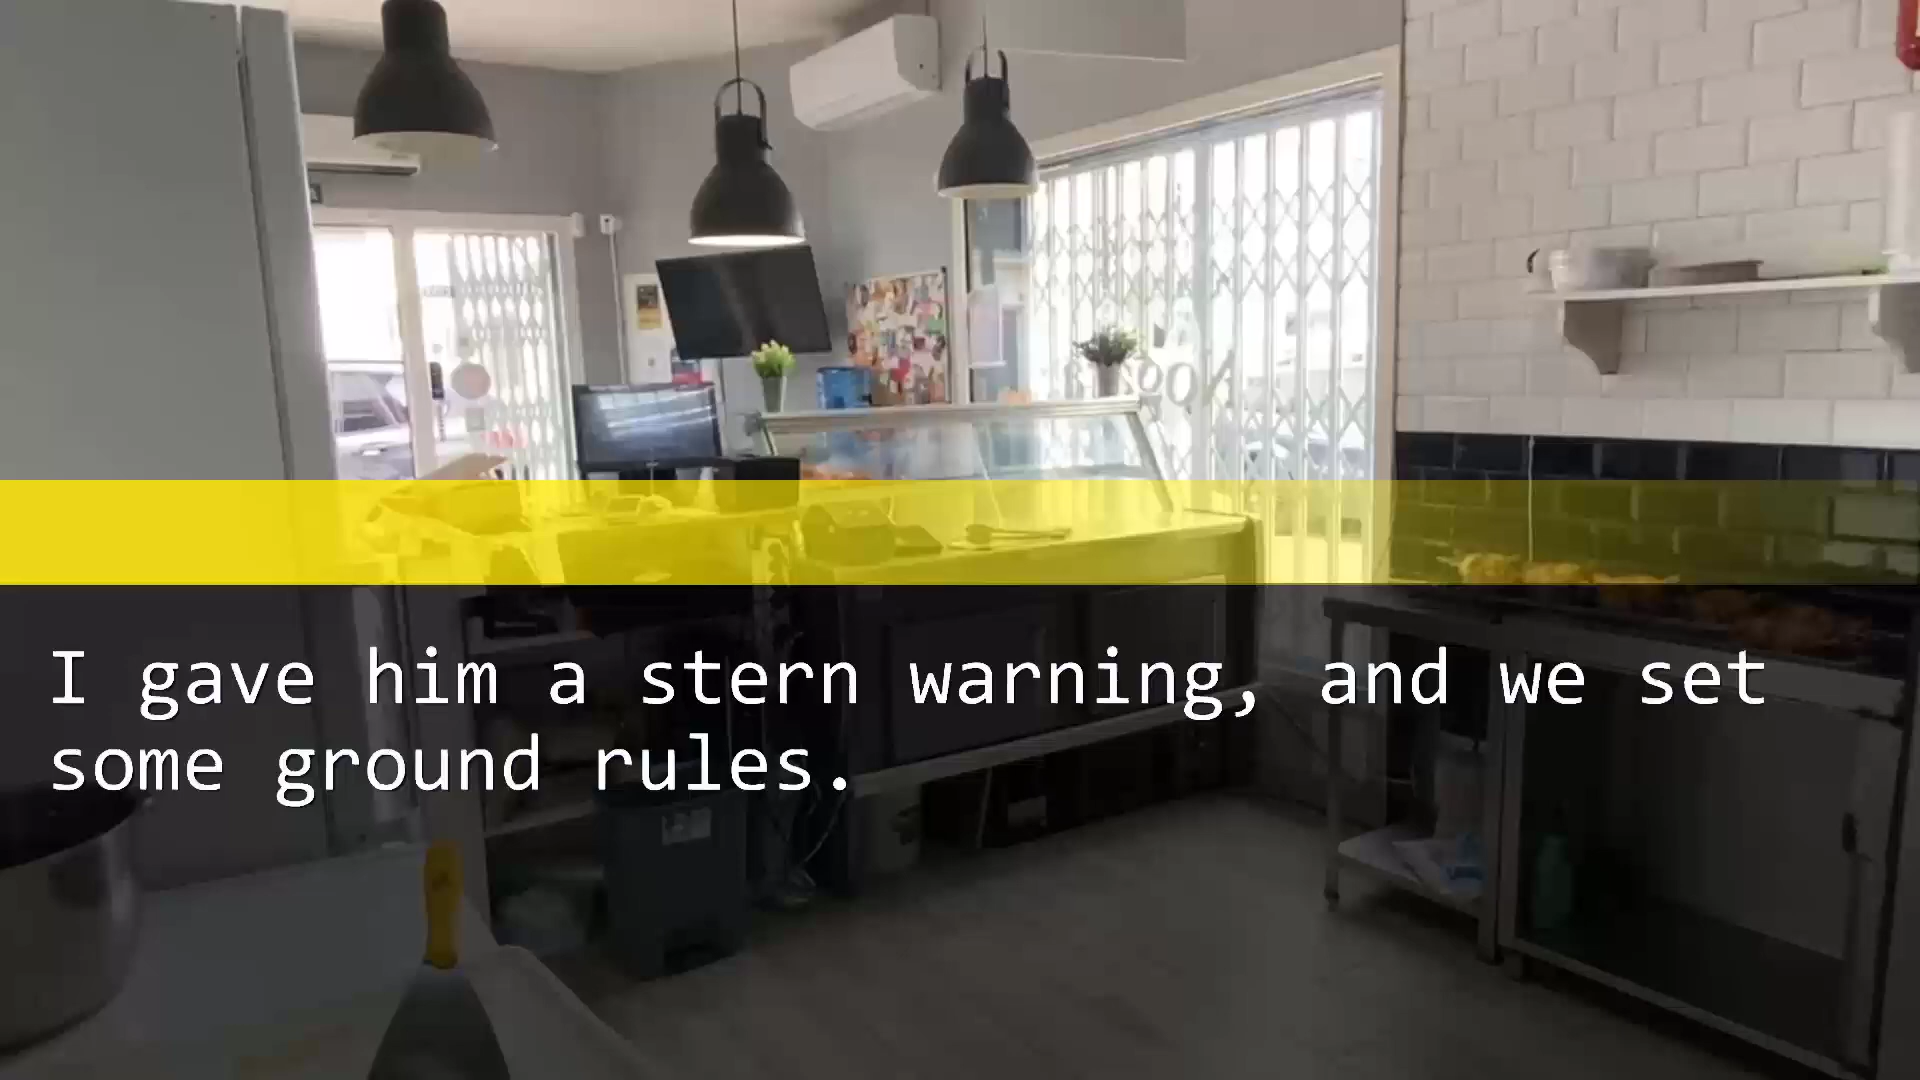 I gave him a stern warning, and we set
some ground rules.